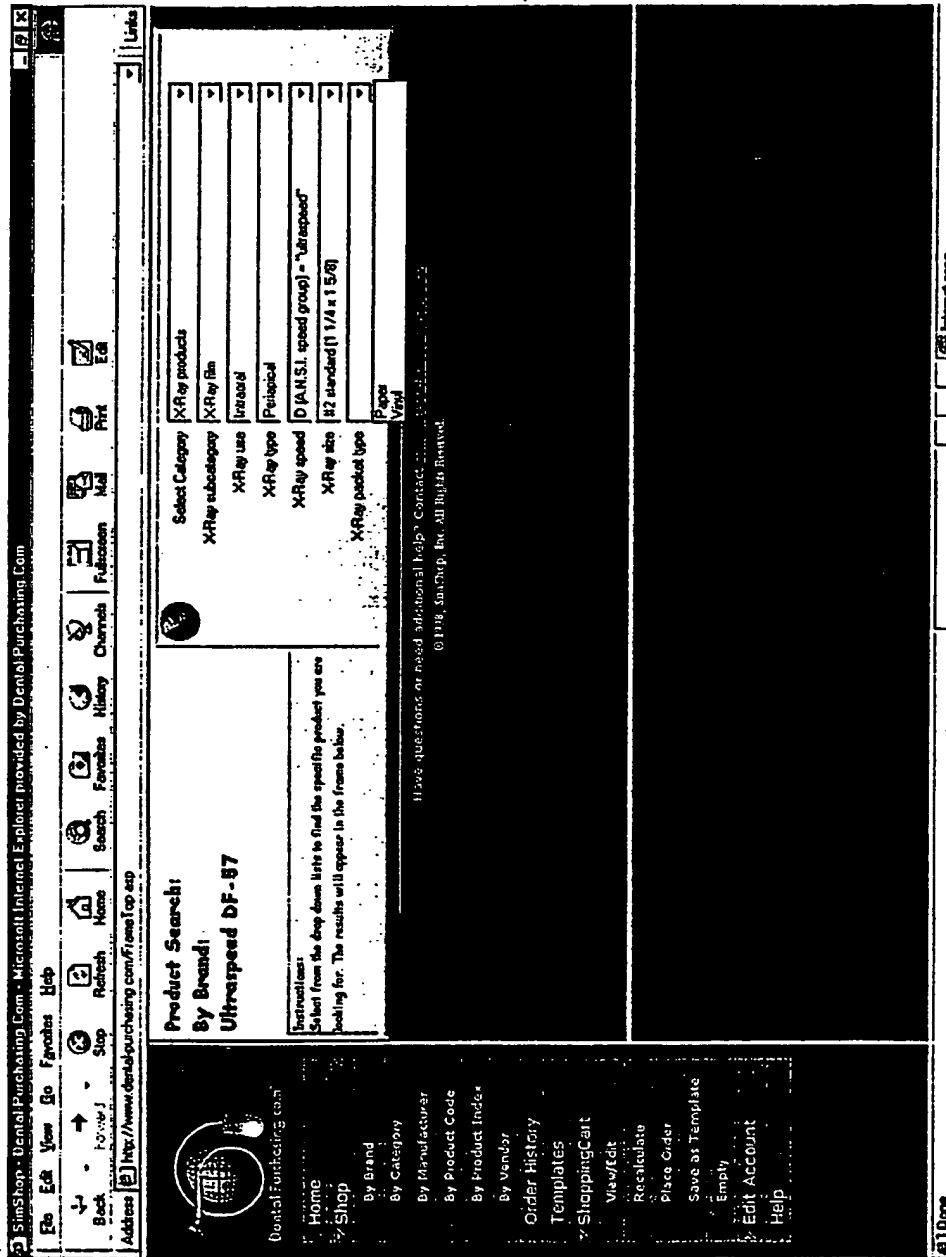 SimShop - Dental-Purchasing.Com - Microsoft Internet Explorer provided by Dental-Purchasing.Com
File Edit View Go Favorites Help
Back Forward Stop Refresh Home Search Favorites History Channels Fullscreen Mail Print Edit
Address http://www.dental-purchasing.com/FrameTop.asp Links
Dental Purchasing.com
Home
Shop
By Brand
By Category
By Manufacturer
By Product Code
By Product Index
By Vendor
Order History
Templates
ShoppingCart
View/Edit
Recalculate
Place Order
Save as Template
Empty
Edit Account
Help
Product Search:
By Brand:
Ultraspeed DF-57
Instructions:
Select from the drop down lists to find the specific product you are
looking for. The results will appear in the frame below.
Select Category X-Ray products
X-Ray subcategory X-Ray film
X-Ray use Intraoral
X-Ray type Periapical
X-Ray speed D (A.N.S.I. speed group) = "ultraspeed"
X-Ray size #2 standard (1 1/4 x 1 5/8)
X-Ray packet type
Paper
Vinyl
Have questions or need additional help? Contact
©1998, SimShop, Inc. All Rights Reserved.
Done